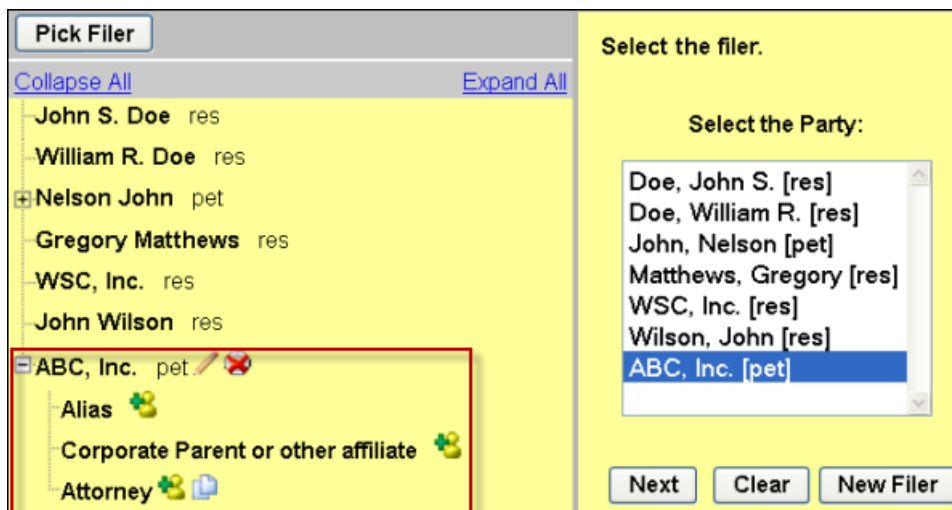 Pick Filer
Collapse All Expand All
John S. Doe res
William R. Doe res
Nelson John pet
Gregory Matthews res
WSC, Inc. res
John Wilson res
ABC, Inc. pet
Alias
Corporate Parent or other affiliate
Attorney
Select the filer.
Select the Party:
Doe, John S. [res]
Doe, William R. [res]
John, Nelson [pet]
Matthews, Gregory [res]
WSC, Inc. [res]
Wilson, John [res]
ABC, Inc. [pet]
Next Clear New Filer